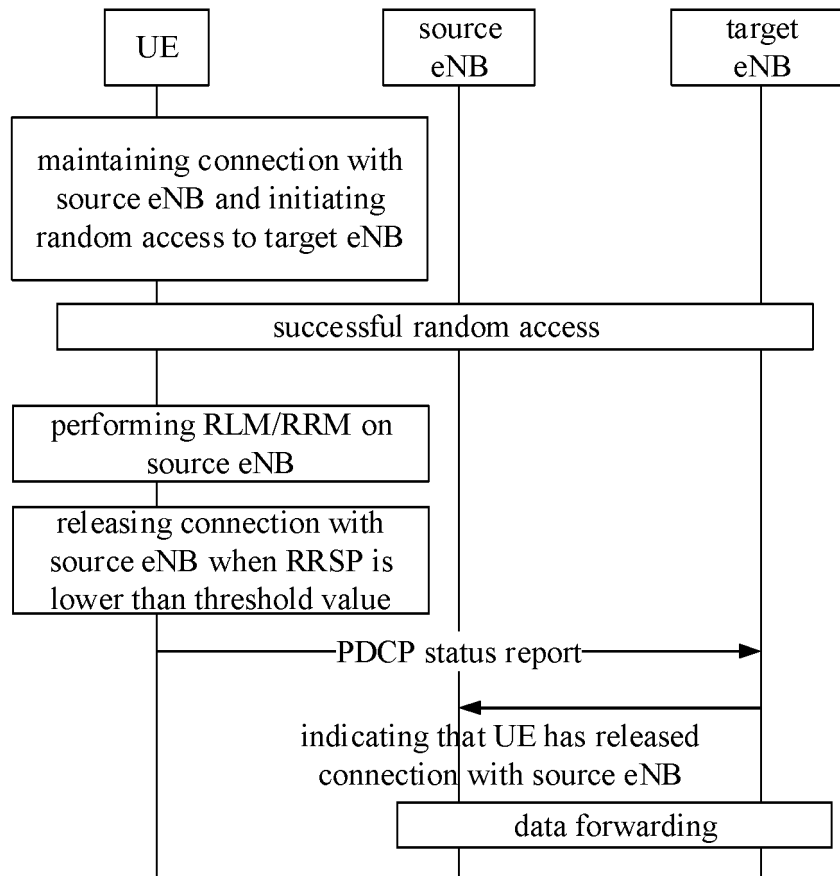 UE
source
eNB
target
eNB
maintaining connection with
source eNB and initiating
random access to target eNB
successful random access
performing RLM/RRM on
source eNB
releasing connection with
source eNB when RRSP is
lower than threshold value
PDCP status report
indicating that UE has released
connection with source eNB
data forwarding